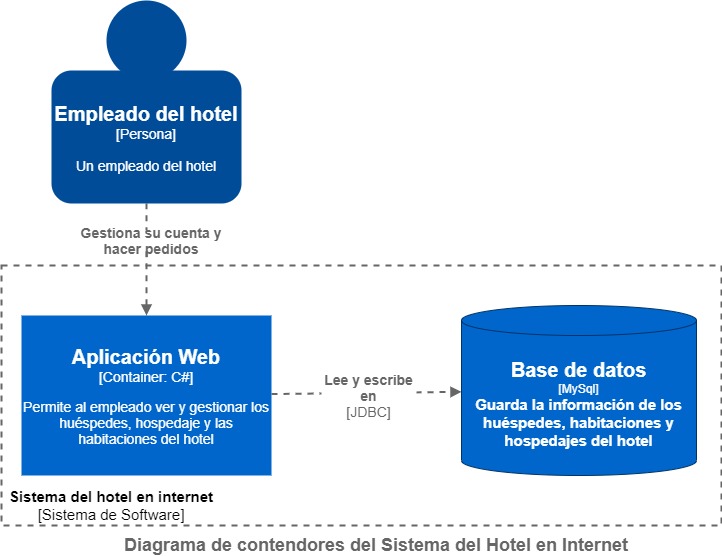 Empleado del hotel
[Persona]
Un empleado del hotel
Gestiona su cuenta y
hacer pedidos
Aplicación Web
[Container: C#]
Permite al empleado ver y gestionar los
huéspedes, hospedaje y las
habitaciones del hotel
Lee y escribe
en
[JDBC]
Base de datos
[MySql]
Guarda la información de los
huéspedes, habitaciones y
hospedajes del hotel
Sistema del hotel en internet
[Sistema de Software]
Diagrama de contendores del Sistema del Hotel en Internet